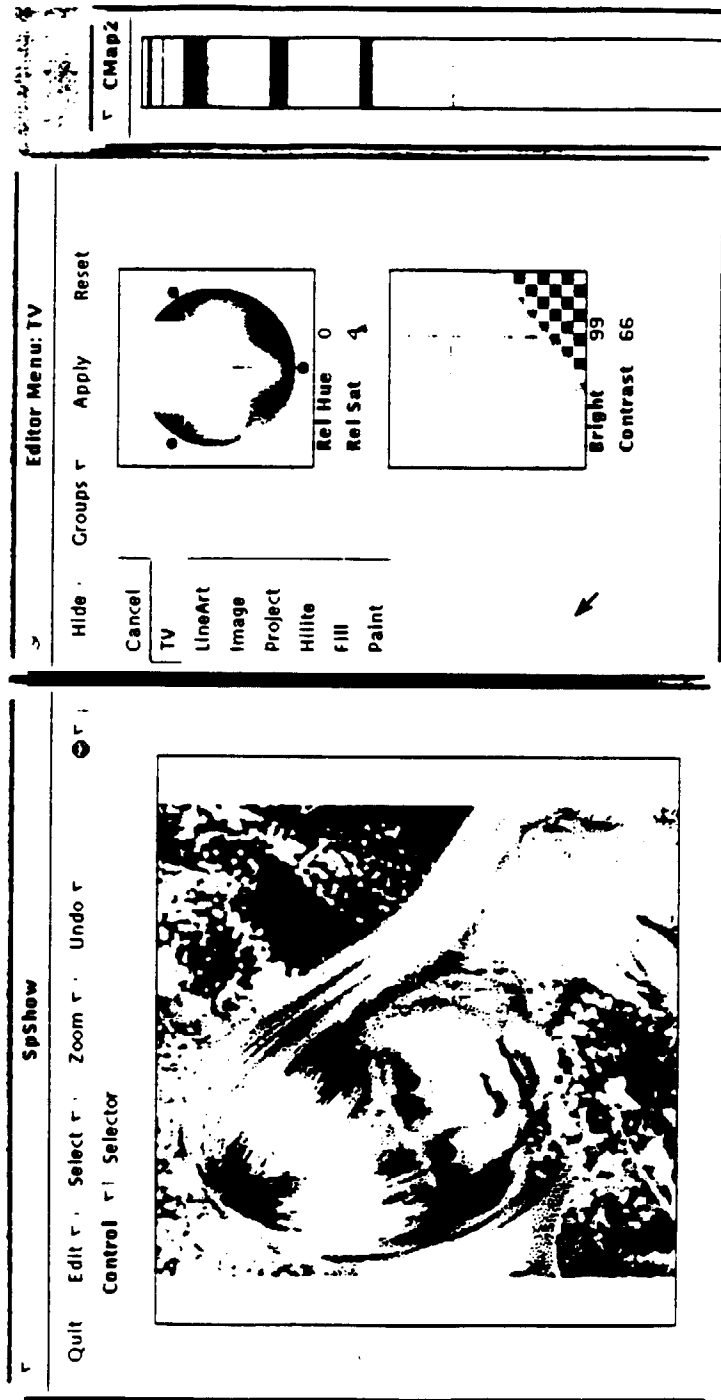 SpShow
Quit Edit Select Zoom Undo
Control Selector
Editor Menu: TV
Hide Groups Apply Reset
Cancel
TV
LineArt
Image
Project
Hilite
Fill
Paint
Rel Hue 0
Rel Sat
Bright 99
Contrast 66
CMap2